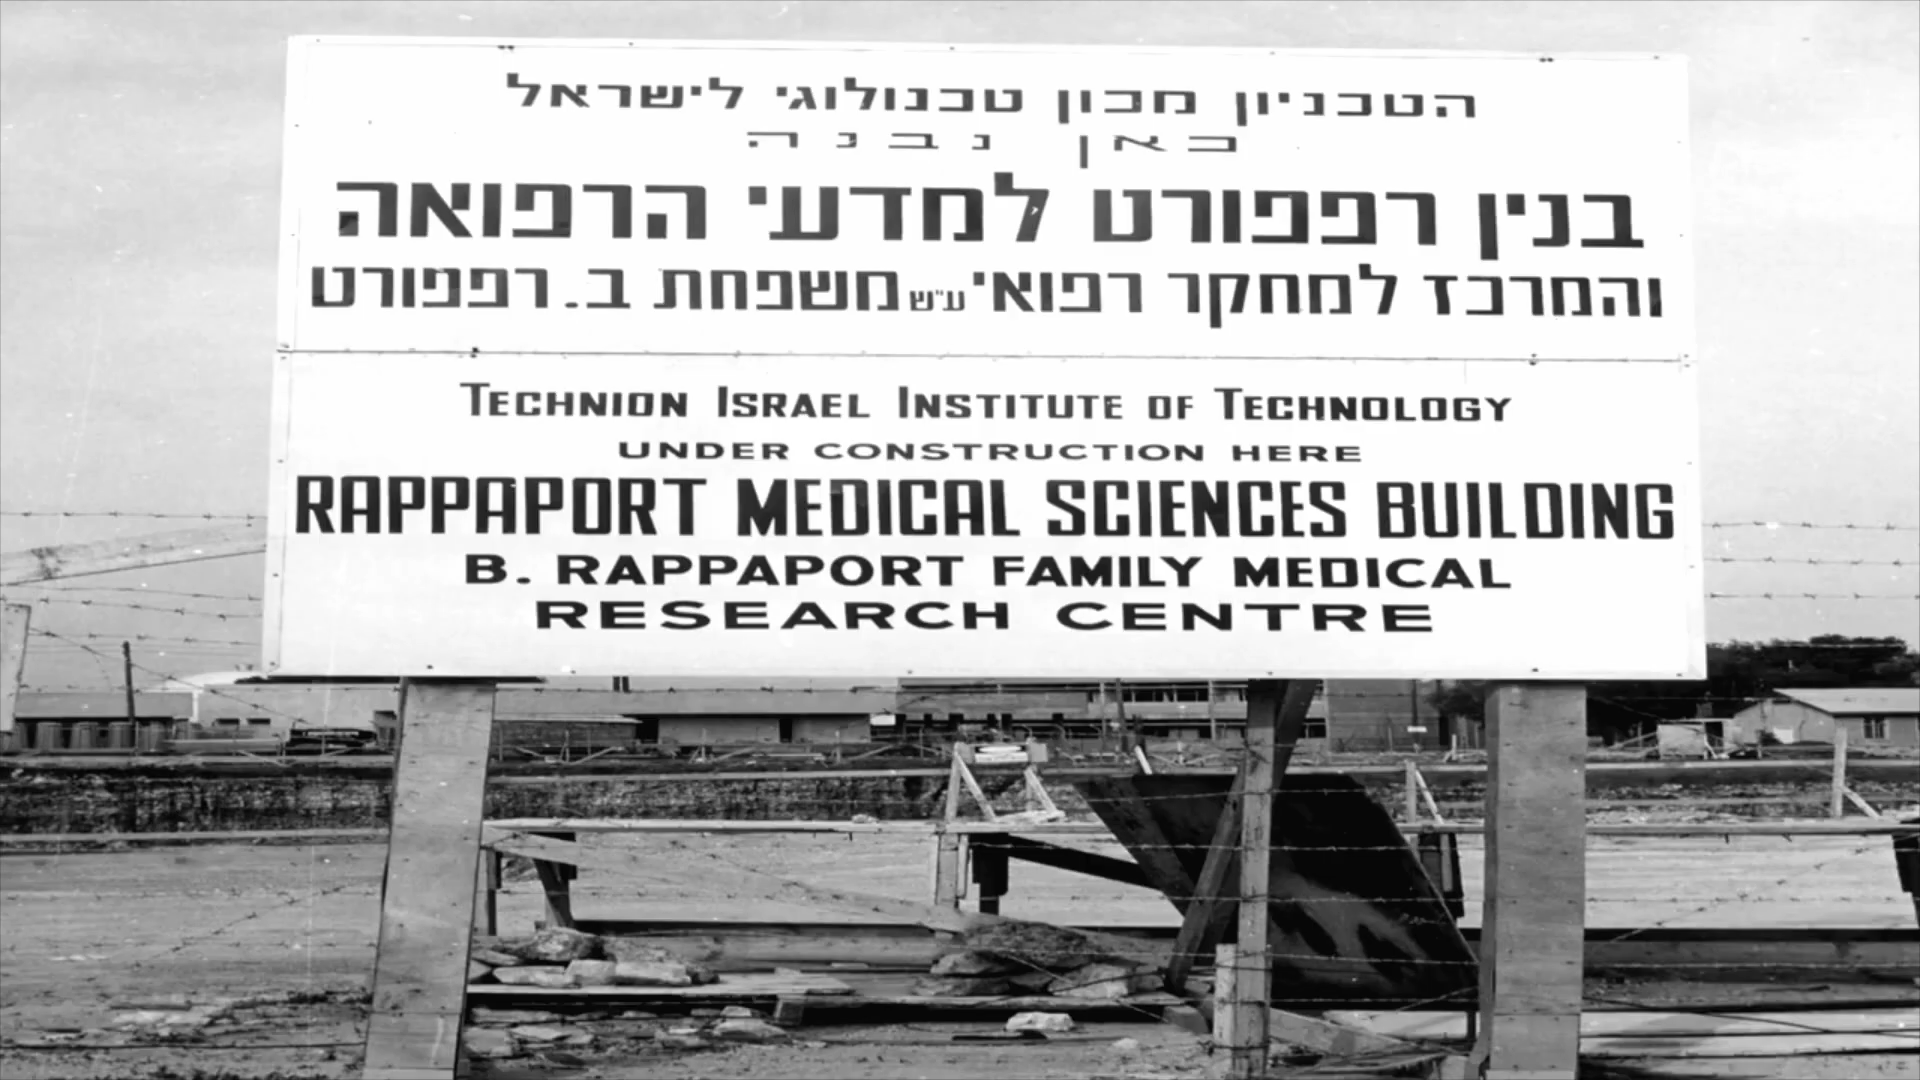 הטכניון מכון טכנולוגי לישראל
כאן נבנה
בנין רפפורט למדעי הרפואה
והמרכז למחקר רפואי ע"ש משפחת ב. רפפורט
TECHNION ISRAEL INSTITUTE OF TECHNOLOGY
UNDER CONSTRUCTION HERE
RAPPAPORT MEDICAL SCIENCES BUILDING
B. RAPPAPORT FAMILY MEDICAL
RESEARCH CENTRE